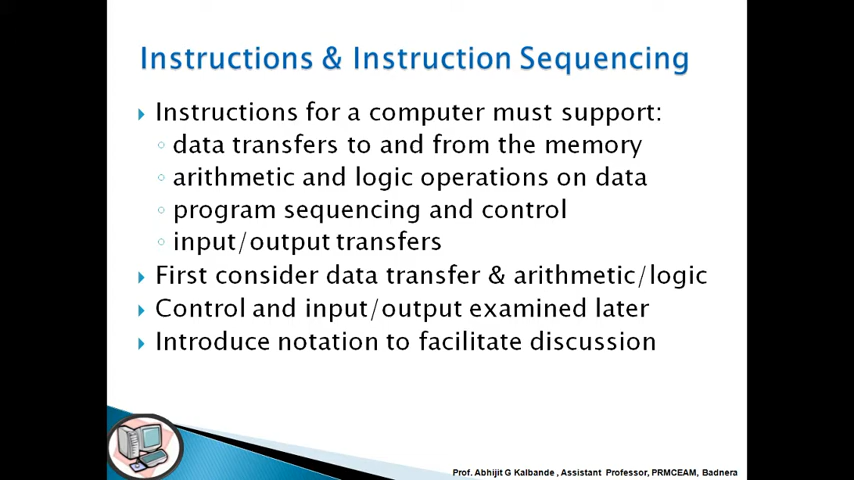 Instructions & Instruction Sequencing
Instructions for a computer must support:
data transfers to and from the memory
arithmetic and logic operations on data
program sequencing and control
input/output transfers
First consider data transfer & arithmetic/logic
Control and input/output examined later
Introduce notation to facilitate discussion
Prof. Abhijit G Kalbande , Assistant Professor, PRMCEAM, Badnera